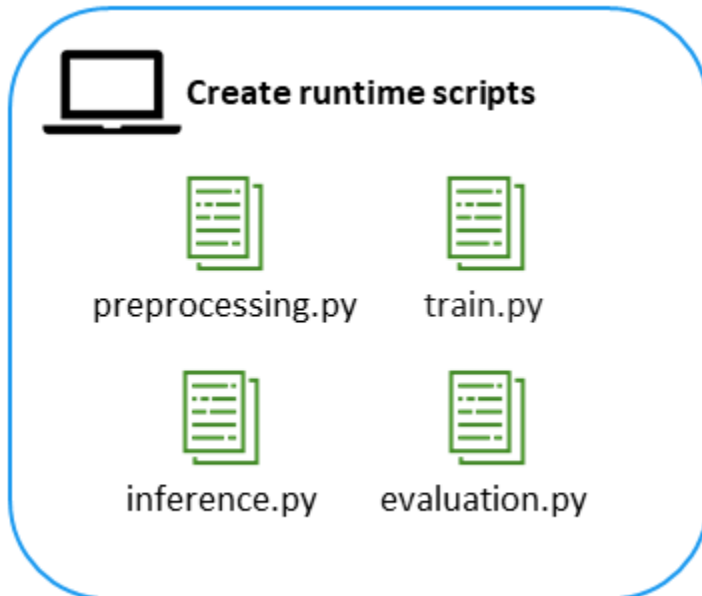 Create runtime scripts
preprocessing.py
train.py
inference.py
evaluation.py